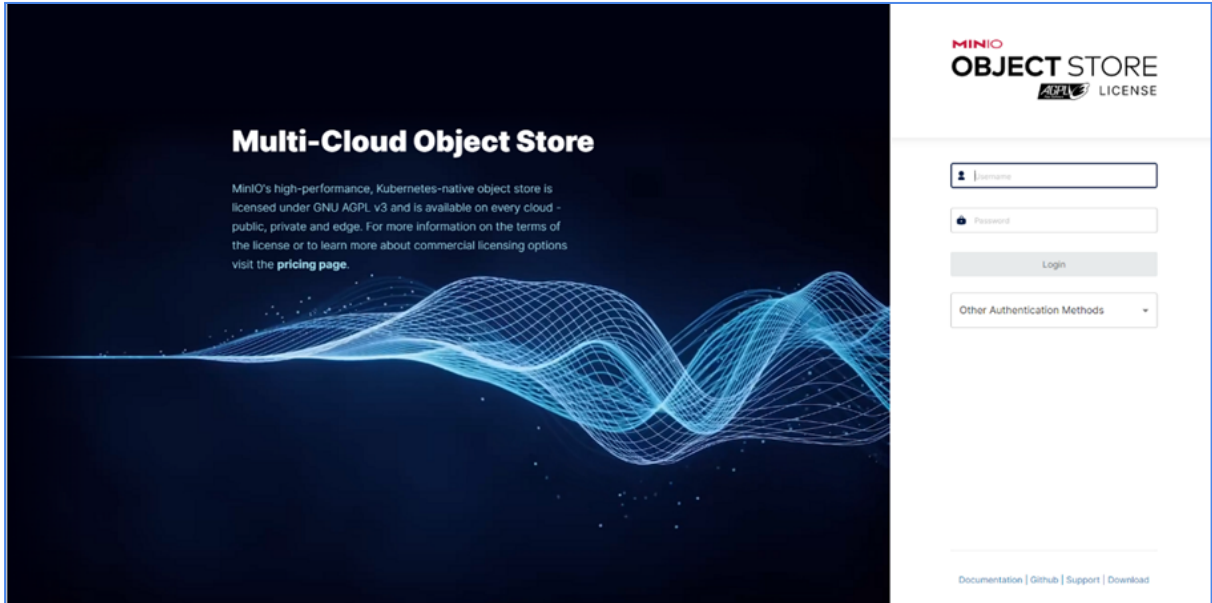 Multi-Cloud Object Store
MinIO's high-performance, Kubernetes-native object store is
licensed under GNU AGPL v3 and is available on every cloud -
public, private and edge. For more information on the terms of
the license or to learn more about commercial licensing options
visit the pricing page.
MINIO
OBJECT STORE
AGPL v3 LICENSE
Username
Password
Login
Other Authentication Methods
Documentation | Github | Support | Download